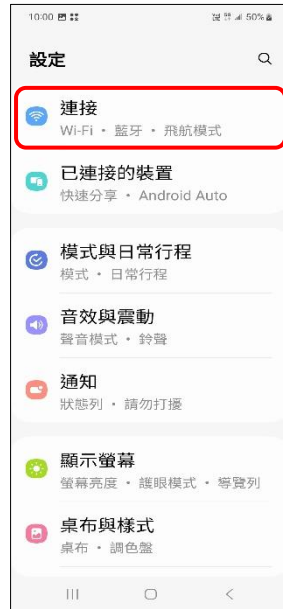 10:00 50%
設定
連接
Wi-Fi • 藍牙 • 飛航模式
已連接的裝置
快速分享 • Android Auto
模式與日常行程
模式 • 日常行程
音效與震動
聲音模式 • 鈴聲
通知
狀態列 • 請勿打擾
顯示螢幕
螢幕亮度 • 護眼模式 • 導覽列
桌布與樣式
桌布 • 調色盤